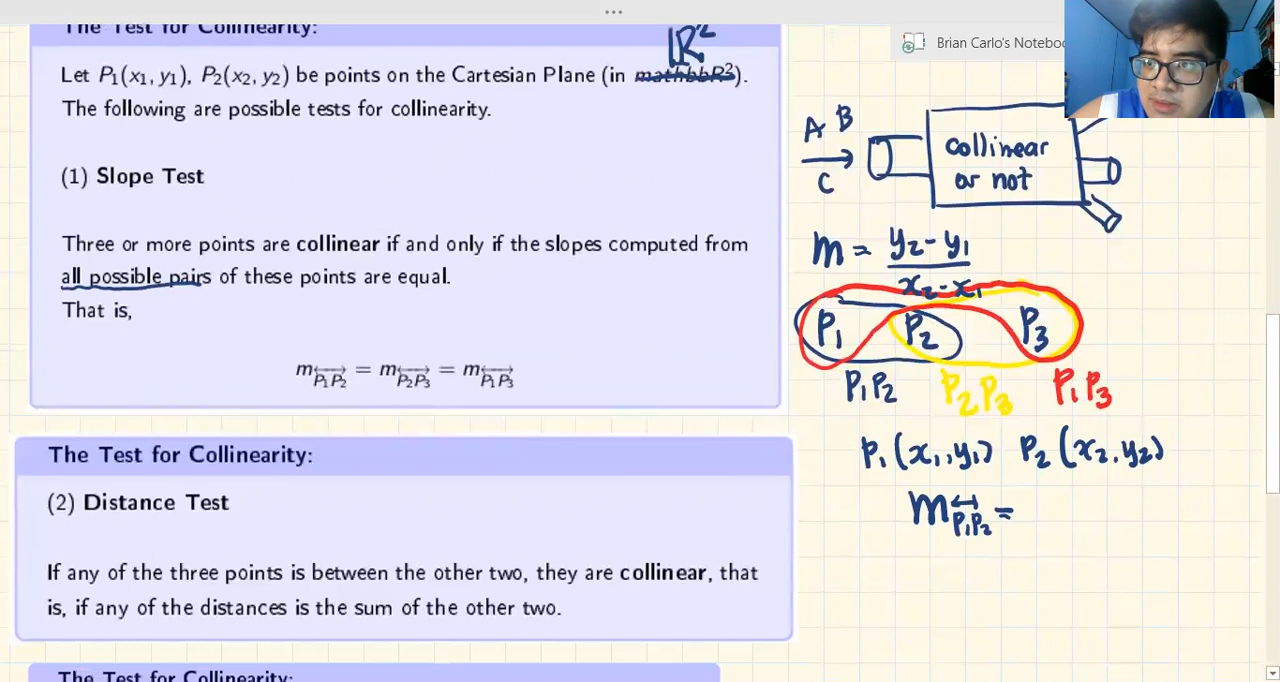 The Test for Collinearity:
Let P₁(x₁, y₁), P₂(x₂, y₂) be points on the Cartesian Plane (in mathbbR²).
ℝ²
The following are possible tests for collinearity.
(1) Slope Test
Three or more points are collinear if and only if the slopes computed from
all possible pairs of these points are equal.
That is,
m_{\overleftrightarrow{P₁P₂}} = m_{\overleftrightarrow{P₂P₃}} = m_{\overleftrightarrow{P₁P₃}}
The Test for Collinearity:
(2) Distance Test
If any of the three points is between the other two, they are collinear, that
is, if any of the distances is the sum of the other two.
The Test for Collinearity:
Brian Carlo's Notebo
A B
C
collinear
or not
m = \frac{y₂ - y₁}{x₂ - x₁}
P₁ P₂ P₃
P₁P₂ P₂P₃ P₁P₃
P₁(x₁, y₁) P₂(x₂, y₂)
m_{\overleftrightarrow{P₁P₂}} =